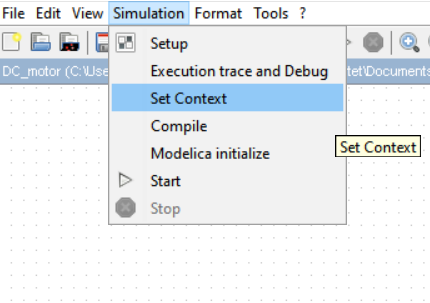 File Edit View Simulation Format Tools ?
DC_motor (C:\Use
tet\Documents
Setup
Execution trace and Debug
Set Context
Compile
Modelica initialize
Set Context
Start
Stop